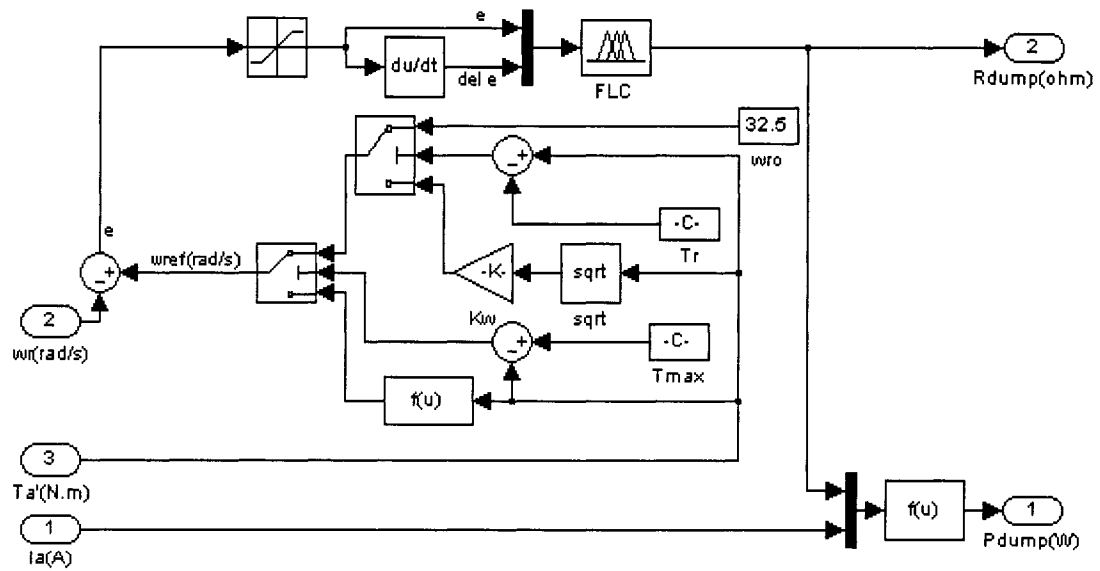 e
du/dt
del e
FLC
2
Rdump(ohm)
32.5
wro
- +
-C-
Tr
e
wref(rad/s)
- +
-K-
sqrt
Kw
sqrt
2
wr(rad/s)
- +
-C-
Tmax
f(u)
3
Ta'(N.m)
1
Ia(A)
f(u)
1
Pdump(W)